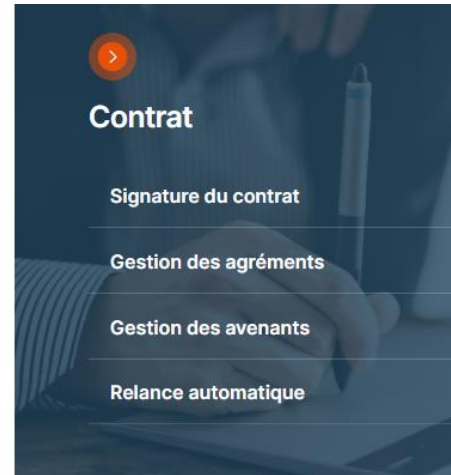 Contrat
Signature du contrat
Gestion des agréments
Gestion des avenants
Relance automatique